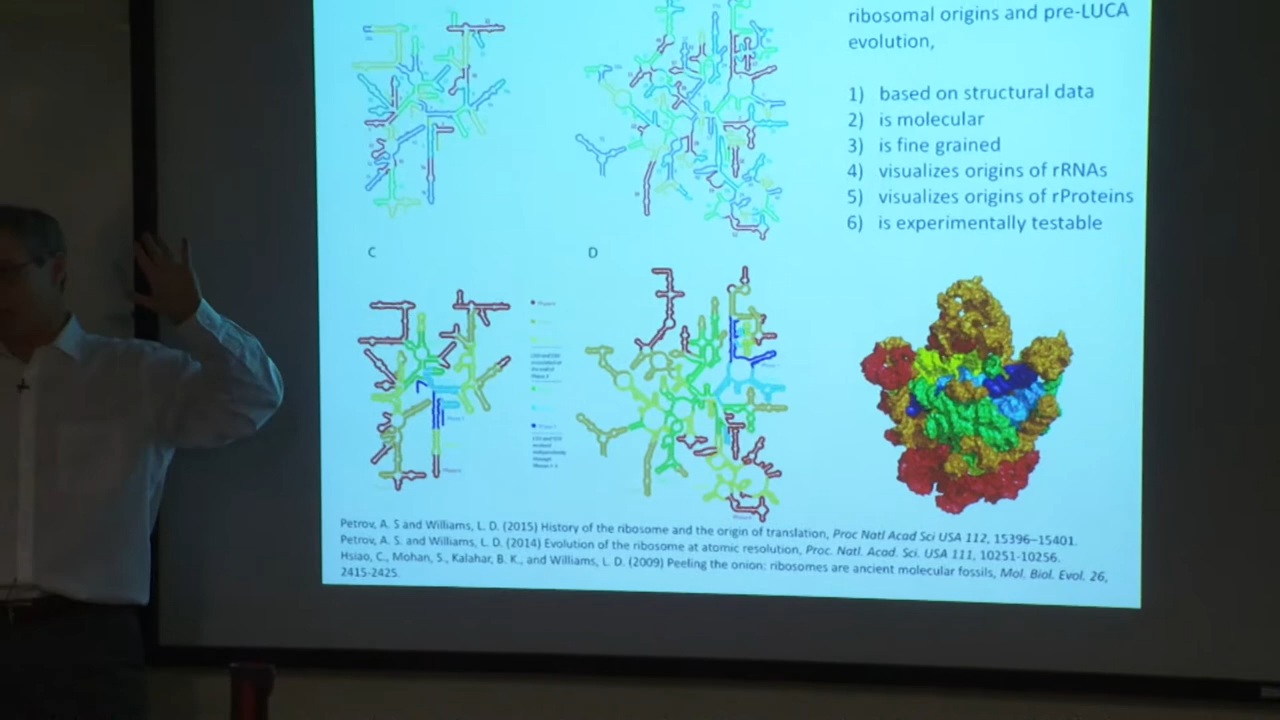 ribosomal origins and pre-LUCA
evolution,
1) based on structural data
2) is molecular
3) is fine grained
4) visualizes origins of rRNAs
5) visualizes origins of rProteins
6) is experimentally testable
C
D
Petrov, A. S and Williams, L. D. (2015) History of the ribosome and the origin of translation, Proc Natl Acad Sci USA 112, 15396–15401.
Petrov, A. S. and Williams, L. D. (2014) Evolution of the ribosome at atomic resolution, Proc. Natl. Acad. Sci. USA 111, 10251-10256.
Hsiao, C., Mohan, S., Kalahar, B. K., and Williams, L. D. (2009) Peeling the onion: ribosomes are ancient molecular fossils, Mol. Biol. Evol. 26,
2415-2425.